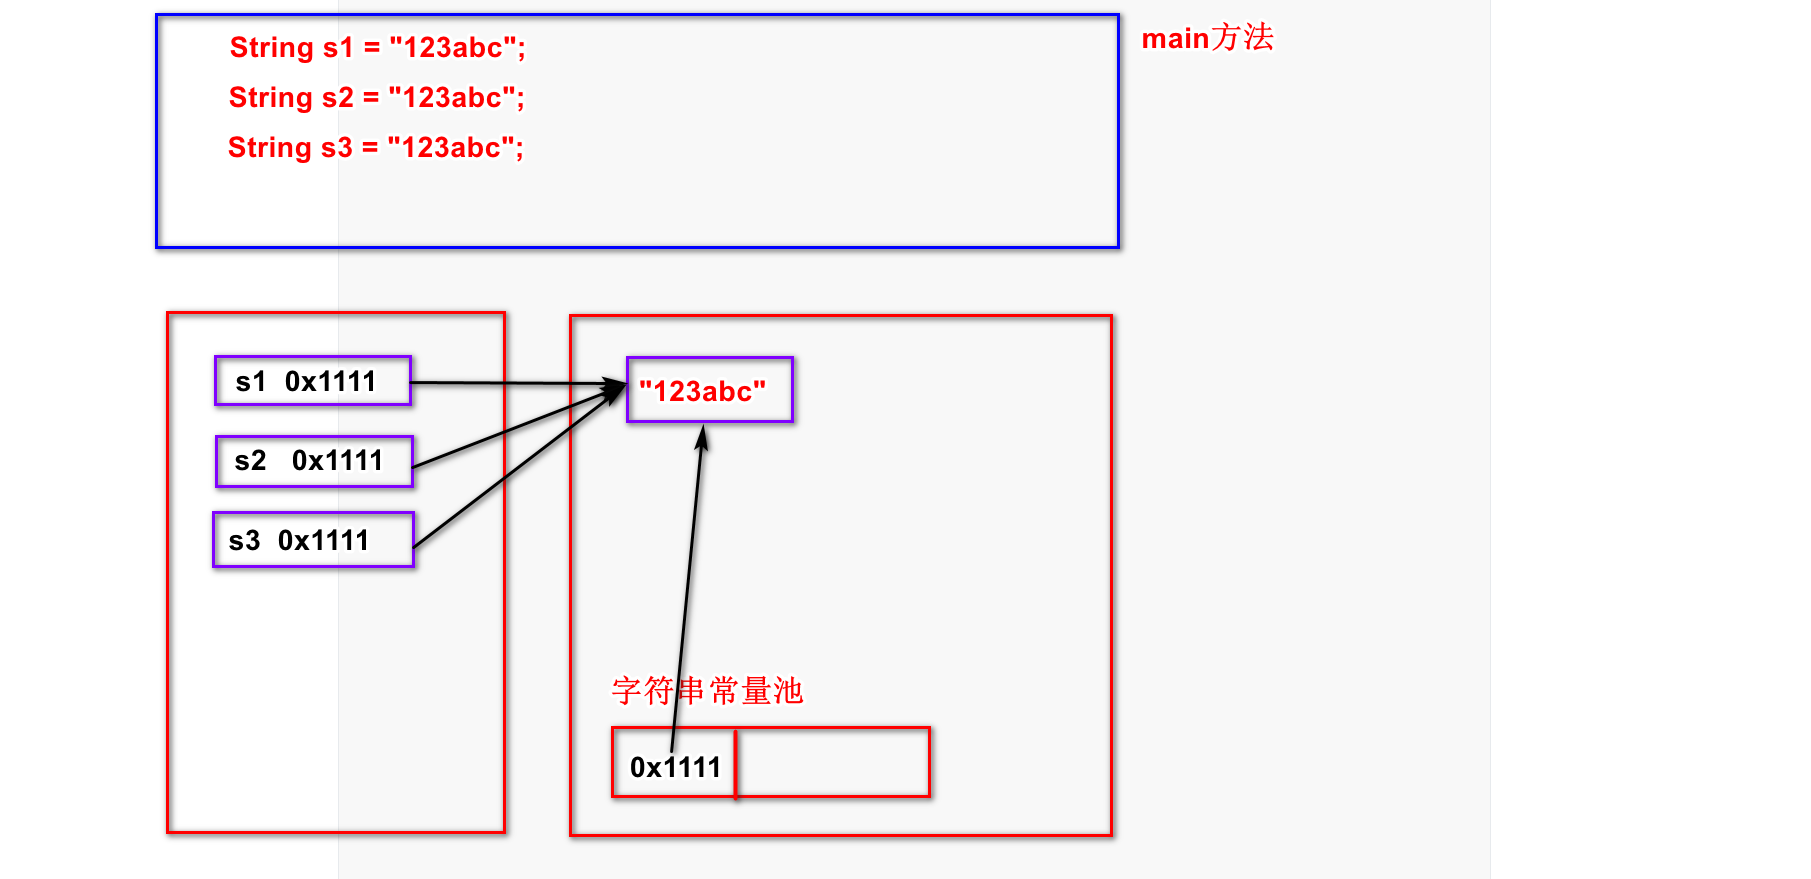 String s1 = "123abc";
main方法
String s2 = "123abc";
String s3 = "123abc";
s1 0x1111
"123abc"
s2 0x1111
s3 0x1111
字符串常量池
0x1111